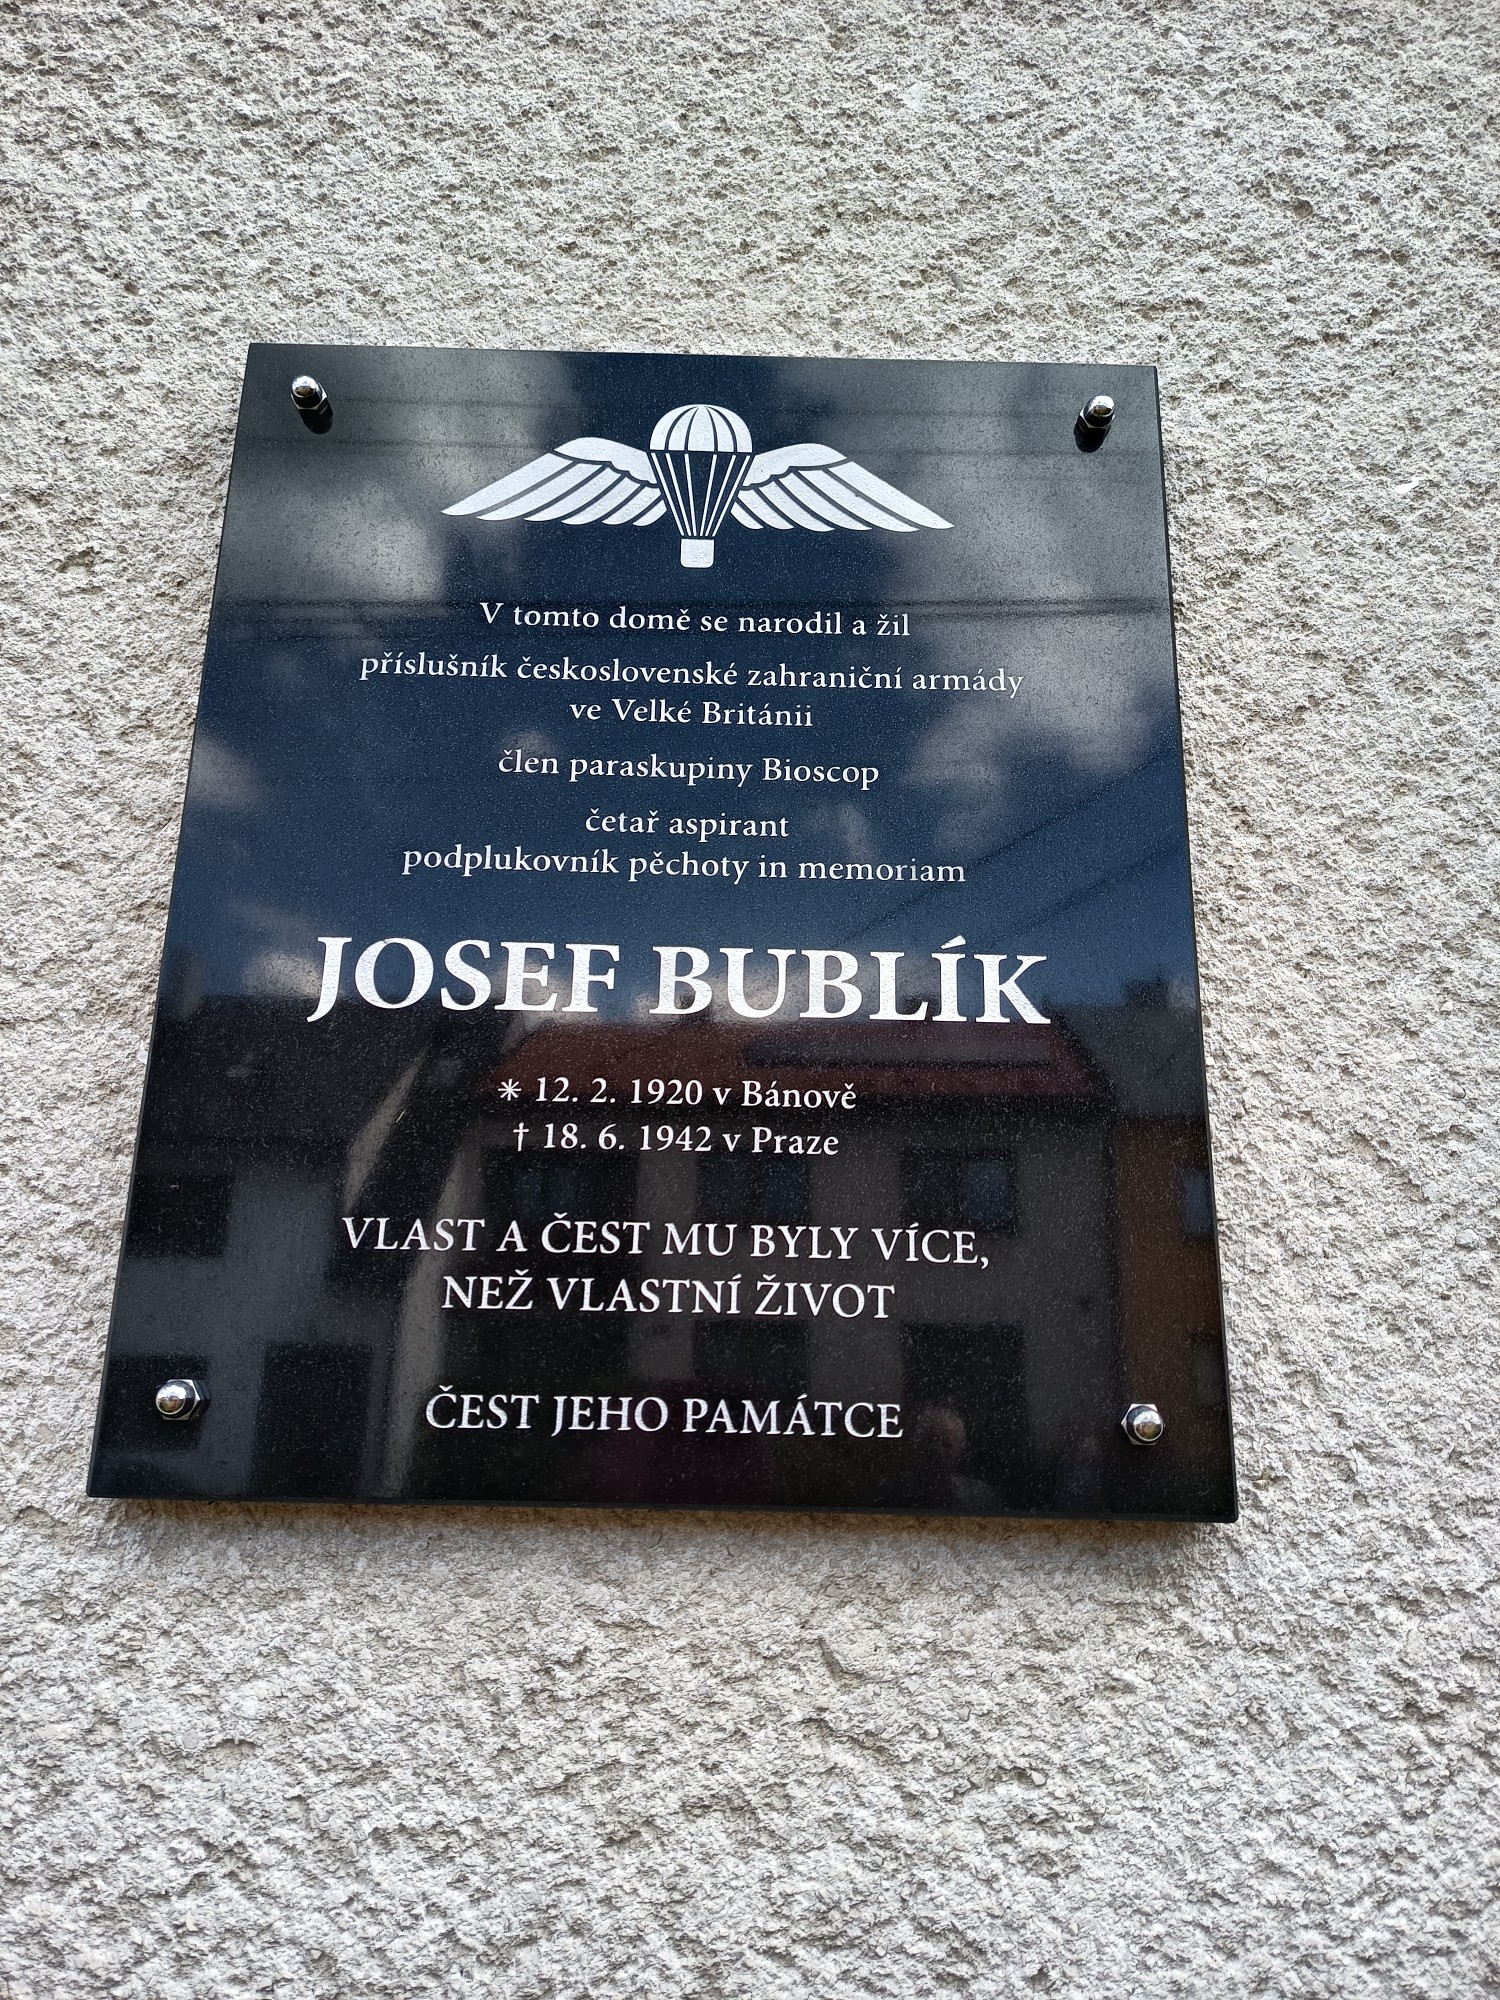 V tomto domě se narodil a žil
příslušník československé zahraniční armády
ve Velké Británii
člen paraskupiny Bioscop
četař aspirant
podplukovník pěchoty in memoriam
JOSEF BUBLÍK
✳ 12. 2. 1920 v Bánově
† 18. 6. 1942 v Praze
VLAST A ČEST MU BYLY VÍCE,
NEŽ VLASTNÍ ŽIVOT
ČEST JEHO PAMÁTCE